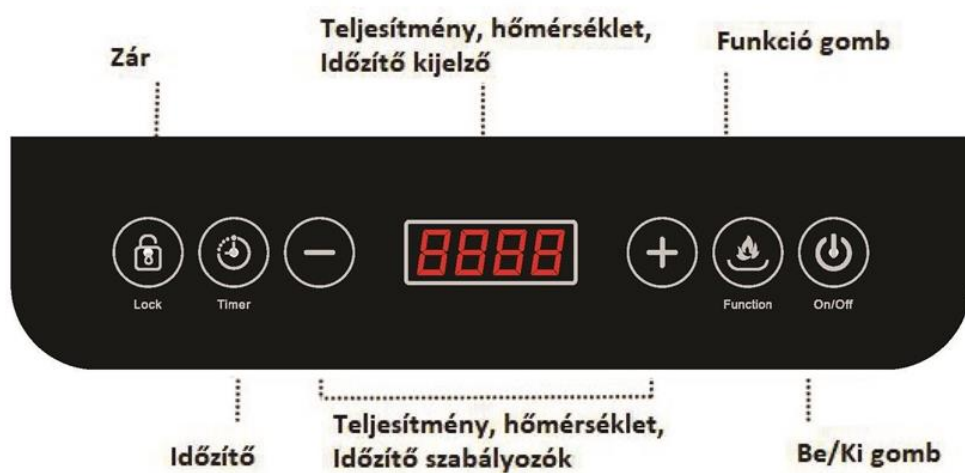 Zár
Teljesítmény, hőmérséklet,
Időzítő kijelző
Funkció gomb
8888
Lock
Timer
Function
On/Off
Időzítő
Teljesítmény, hőmérséklet,
Időzítő szabályozók
Be/Ki gomb